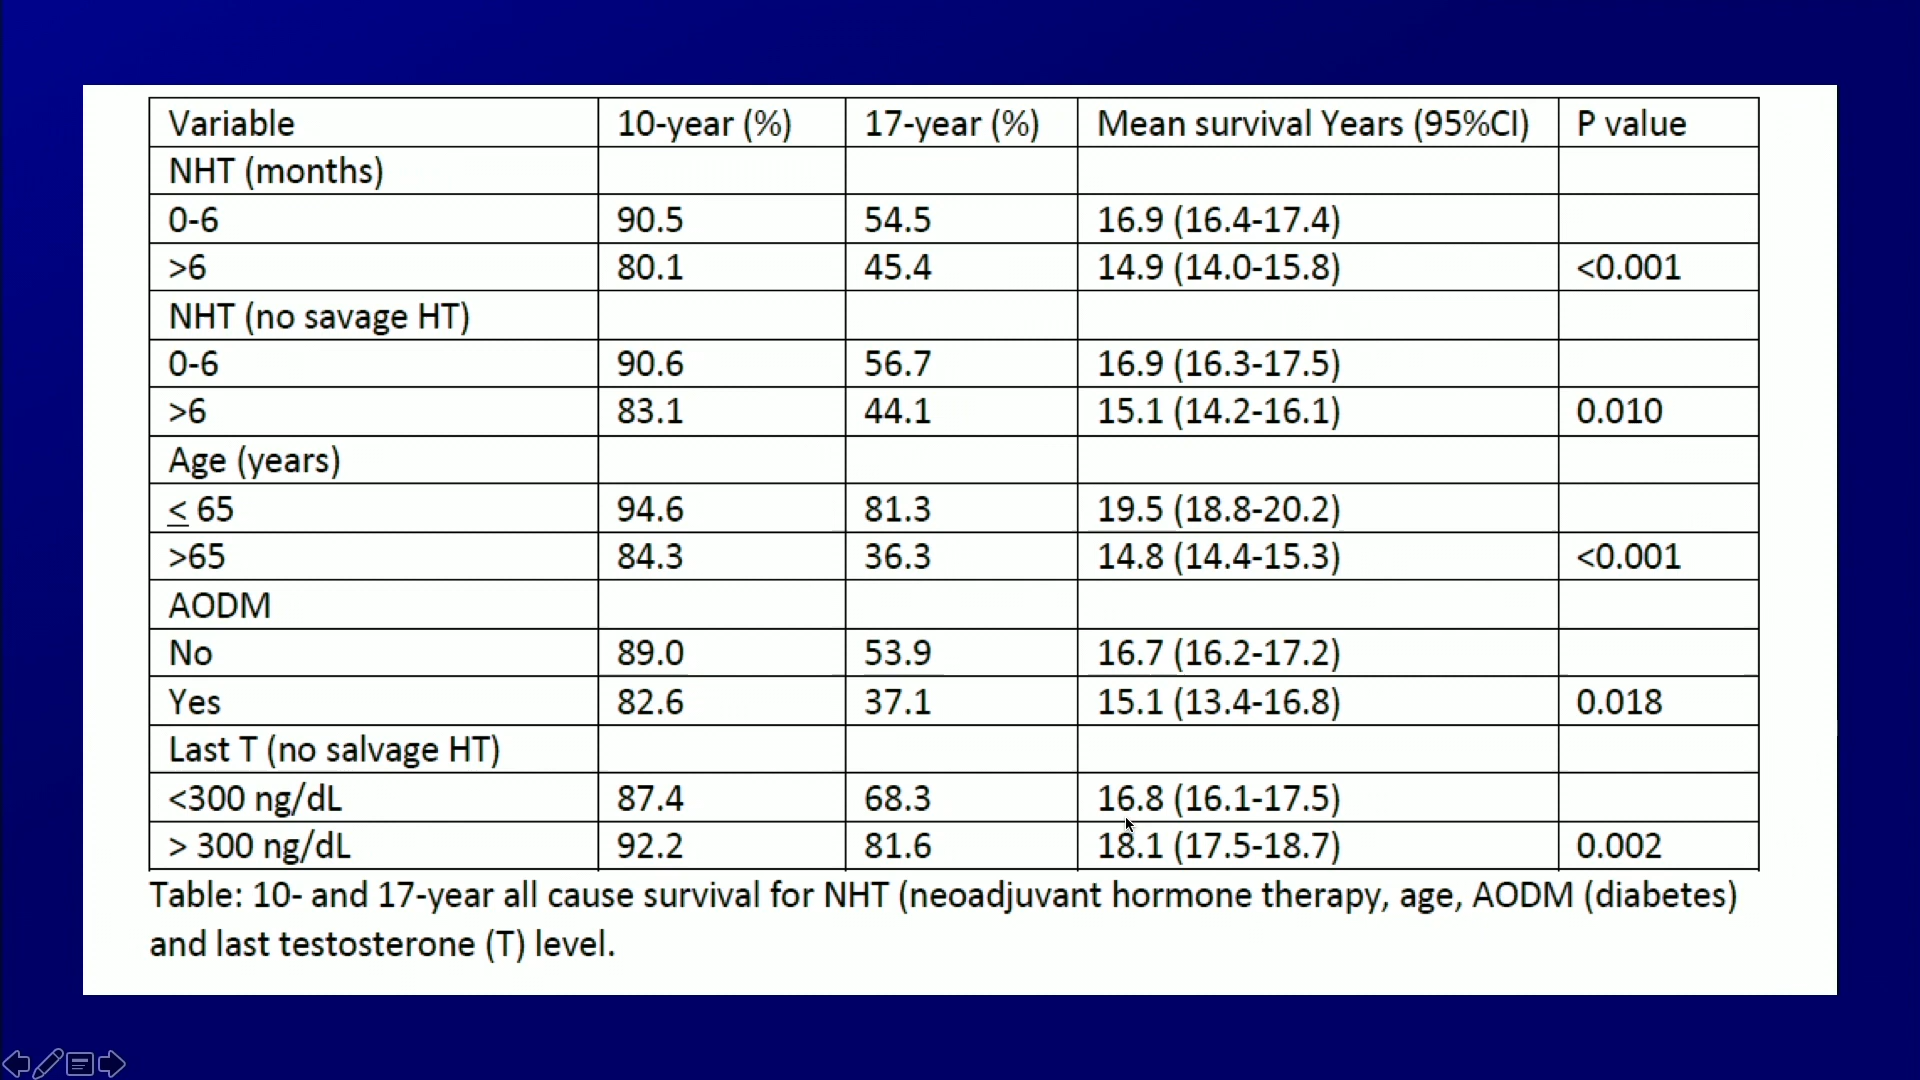 Variable 10-year (%) 17-year (%) Mean survival Years (95%CI) P value
NHT (months)
0-6 90.5 54.5 16.9 (16.4-17.4)
>6 80.1 45.4 14.9 (14.0-15.8) <0.001
NHT (no savage HT)
0-6 90.6 56.7 16.9 (16.3-17.5)
>6 83.1 44.1 15.1 (14.2-16.1) 0.010
Age (years)
≤ 65 94.6 81.3 19.5 (18.8-20.2)
>65 84.3 36.3 14.8 (14.4-15.3) <0.001
AODM
No 89.0 53.9 16.7 (16.2-17.2)
Yes 82.6 37.1 15.1 (13.4-16.8) 0.018
Last T (no salvage HT)
<300 ng/dL 87.4 68.3 16.8 (16.1-17.5)
> 300 ng/dL 92.2 81.6 18.1 (17.5-18.7) 0.002
Table: 10- and 17-year all cause survival for NHT (neoadjuvant hormone therapy, age, AODM (diabetes)
and last testosterone (T) level.